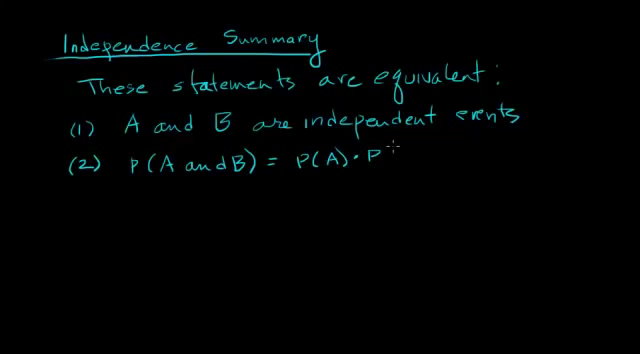 Independence Summary
These statements are equivalent:
(1) A and B are independent events
(2) P(A and B) = P(A) · P